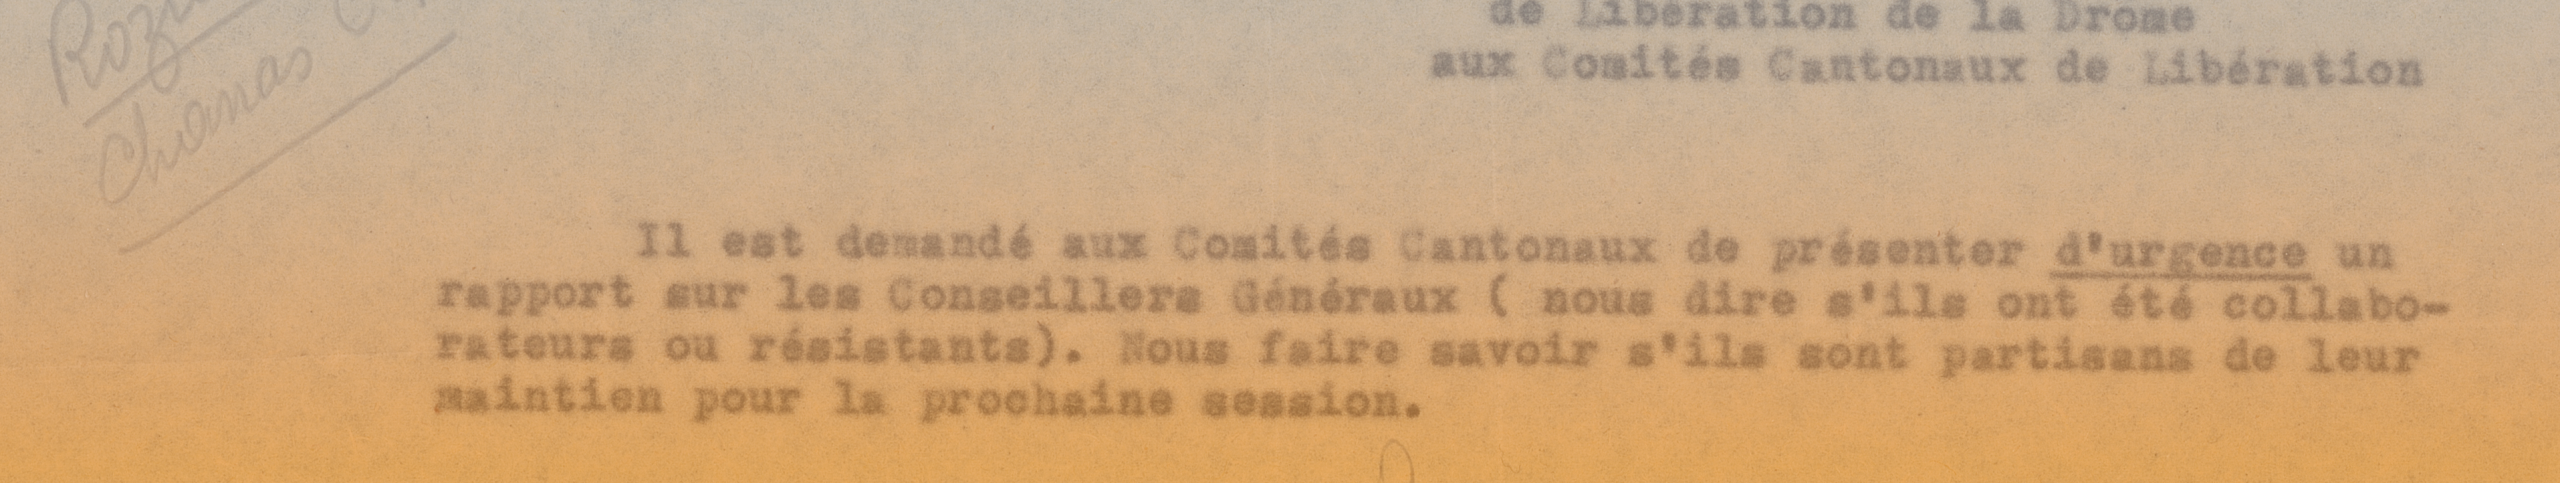 de Libération de la Drome
aux Comités Cantonaux de Libération
Chanas
Il est demandé aux Comités Cantonaux de présenter d'urgence un
rapport sur les Conseillers Généraux ( nous dire s'ils ont été collabo-
rateurs ou résistants). Nous faire savoir s'ils sont partisans de leur
maintien pour la prochaine session.